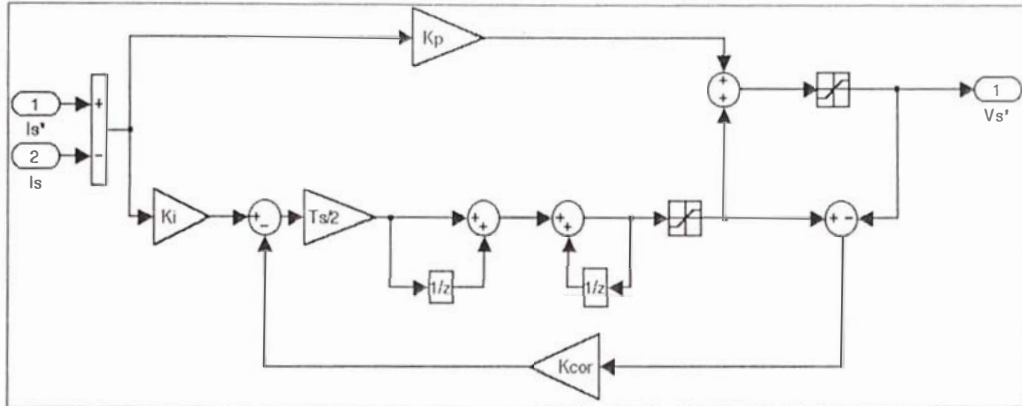 Kp
1
Is*
2
Is
1
Vs*
Ki
Ts/2
1/z
1/z
Kcor